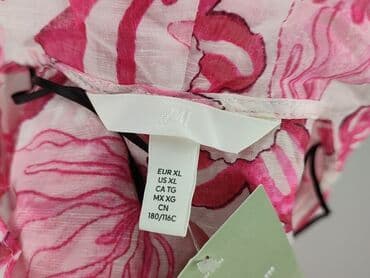 EUR XL
US XL
CA TG
MX XG
CN
180/116C